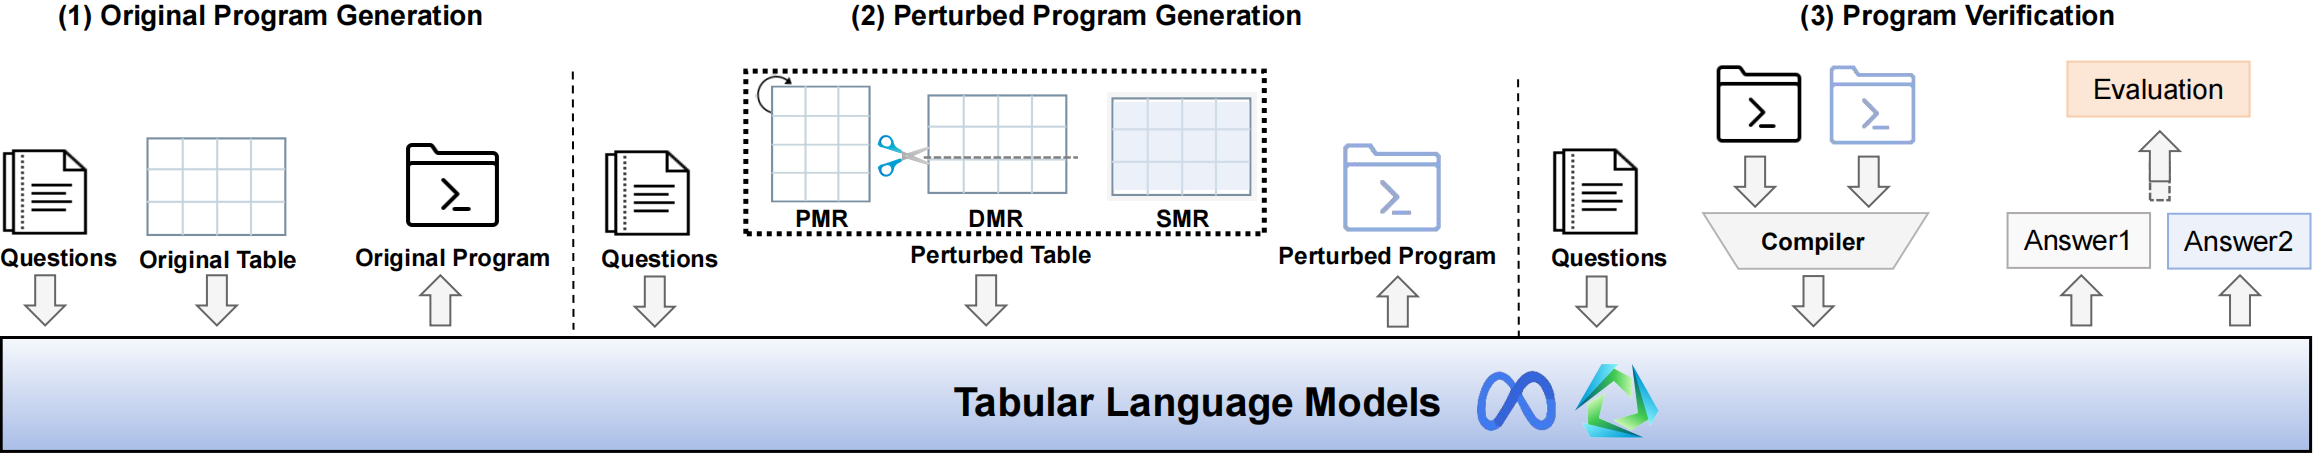 (1) Original Program Generation
Questions
Original Table
Original Program
(2) Perturbed Program Generation
Questions
PMR
DMR
SMR
Perturbed Table
Perturbed Program
(3) Program Verification
Questions
Compiler
Evaluation
Answer1
Answer2
Tabular Language Models